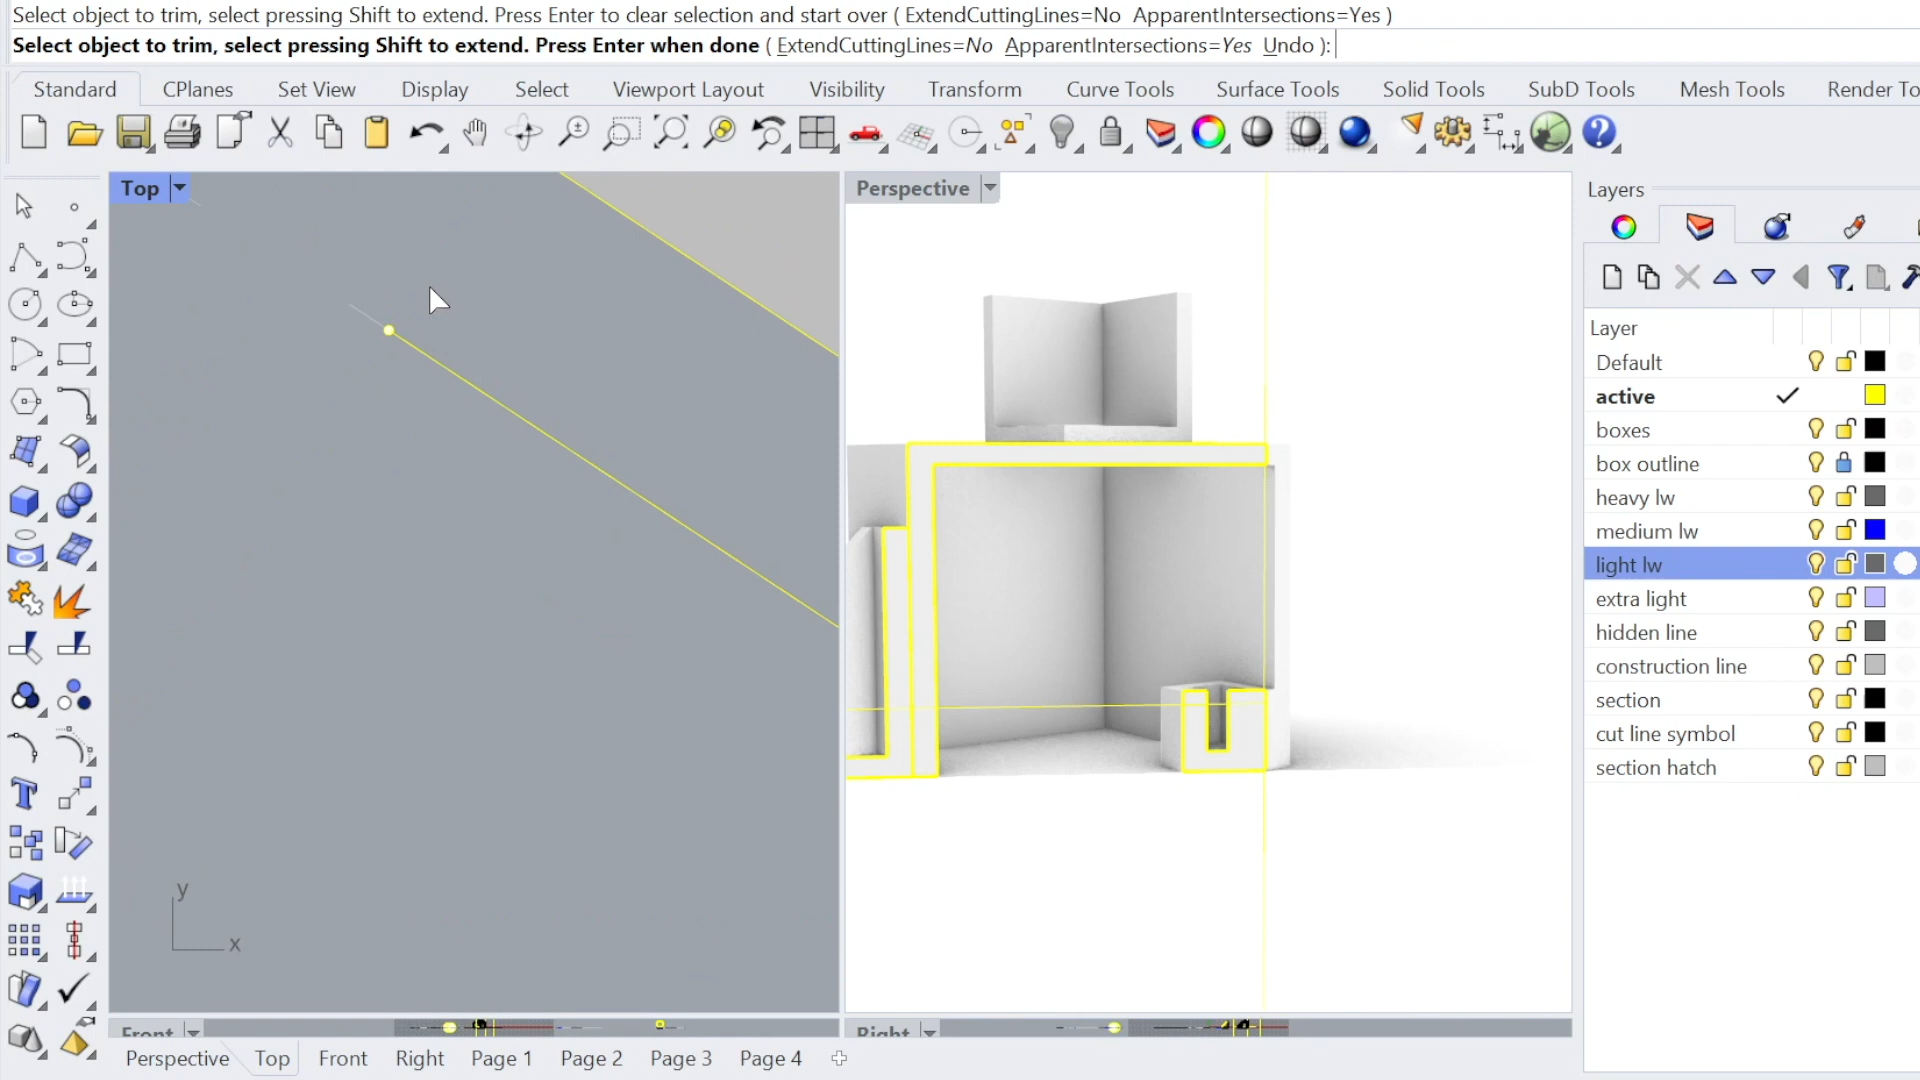 Select object to trim, select pressing Shift to extend. Press Enter to clear selection and start over ( ExtendCuttingLines=No ApparentIntersections=Yes )
Select object to trim, select pressing Shift to extend. Press Enter when done ( ExtendCuttingLines=No ApparentIntersections=Yes Undo ):
Standard CPlanes Set View Display Select Viewport Layout Visibility Transform Curve Tools Surface Tools Solid Tools SubD Tools Mesh Tools Render To
Top
Perspective
Layers
Layer
Default
active
boxes
box outline
heavy lw
medium lw
light lw
extra light
hidden line
construction line
section
cut line symbol
section hatch
y
x
Front
Right
Perspective Top Front Right Page 1 Page 2 Page 3 Page 4